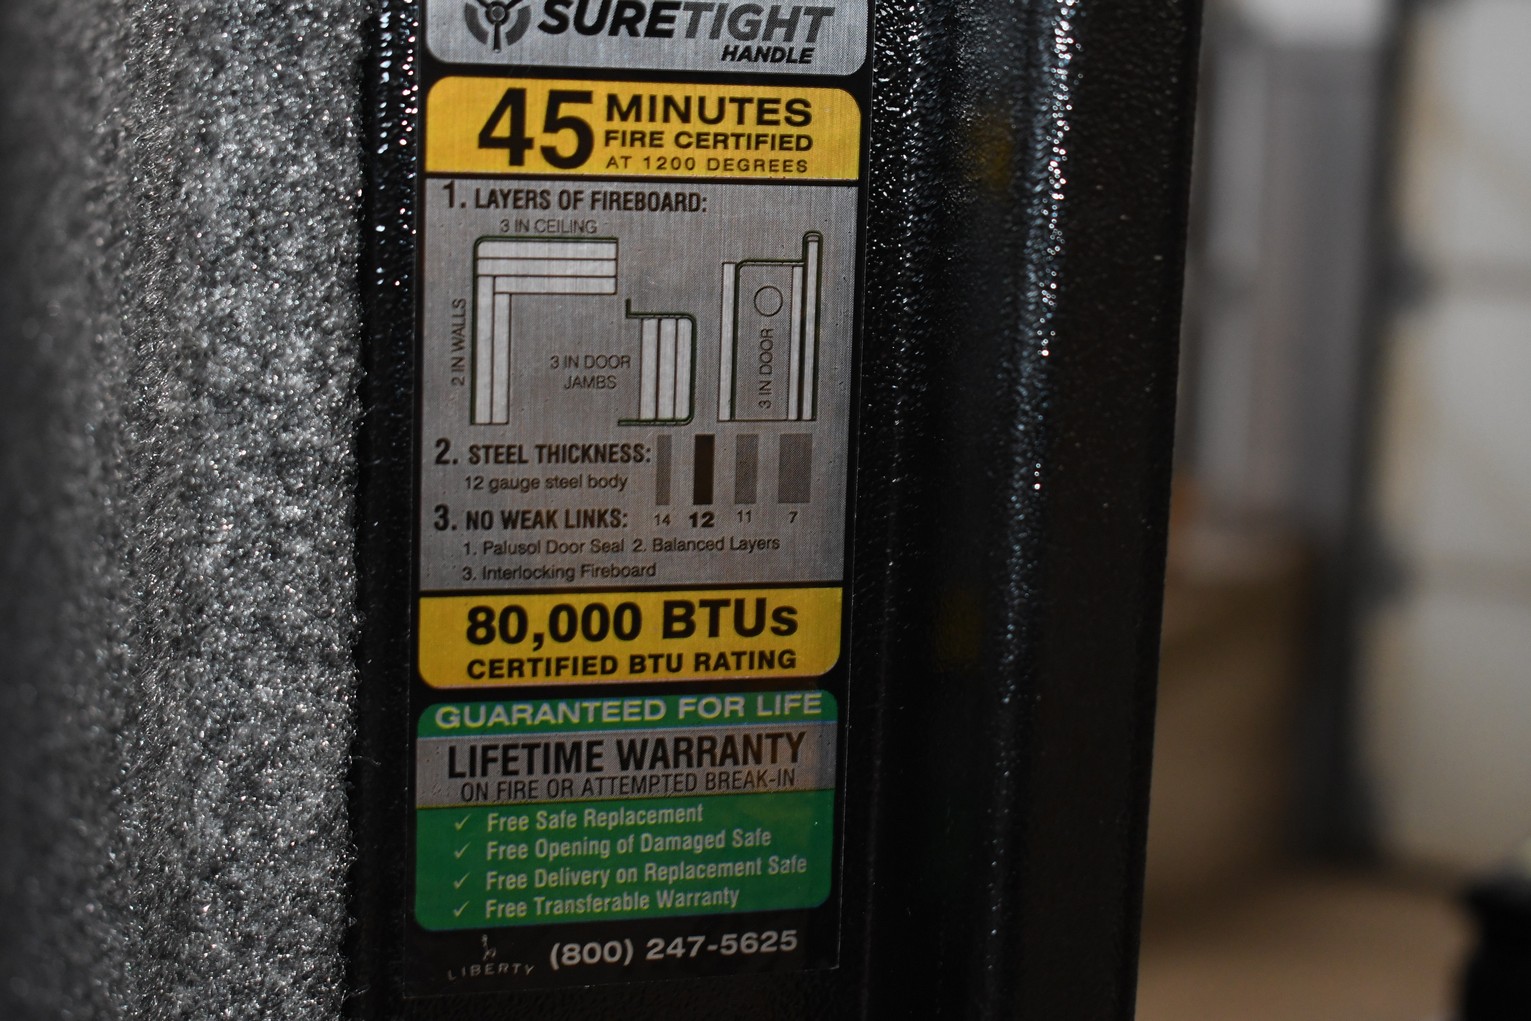 SURETIGHT
HANDLE
45 MINUTES
FIRE CERTIFIED
AT 1200 DEGREES
1. LAYERS OF FIREBOARD:
3 IN CEILING
2 IN WALLS
3 IN DOOR
JAMBS
3 IN DOOR
2. STEEL THICKNESS:
12 gauge steel body
14 12 11 7
3. NO WEAK LINKS:
1. Palusol Door Seal 2. Balanced Layers
3. Interlocking Fireboard
80,000 BTUs
CERTIFIED BTU RATING
GUARANTEED FOR LIFE
LIFETIME WARRANTY
ON FIRE OR ATTEMPTED BREAK-IN
✓ Free Safe Replacement
✓ Free Opening of Damaged Safe
✓ Free Delivery on Replacement Safe
✓ Free Transferable Warranty
LIBERTY (800) 247-5625